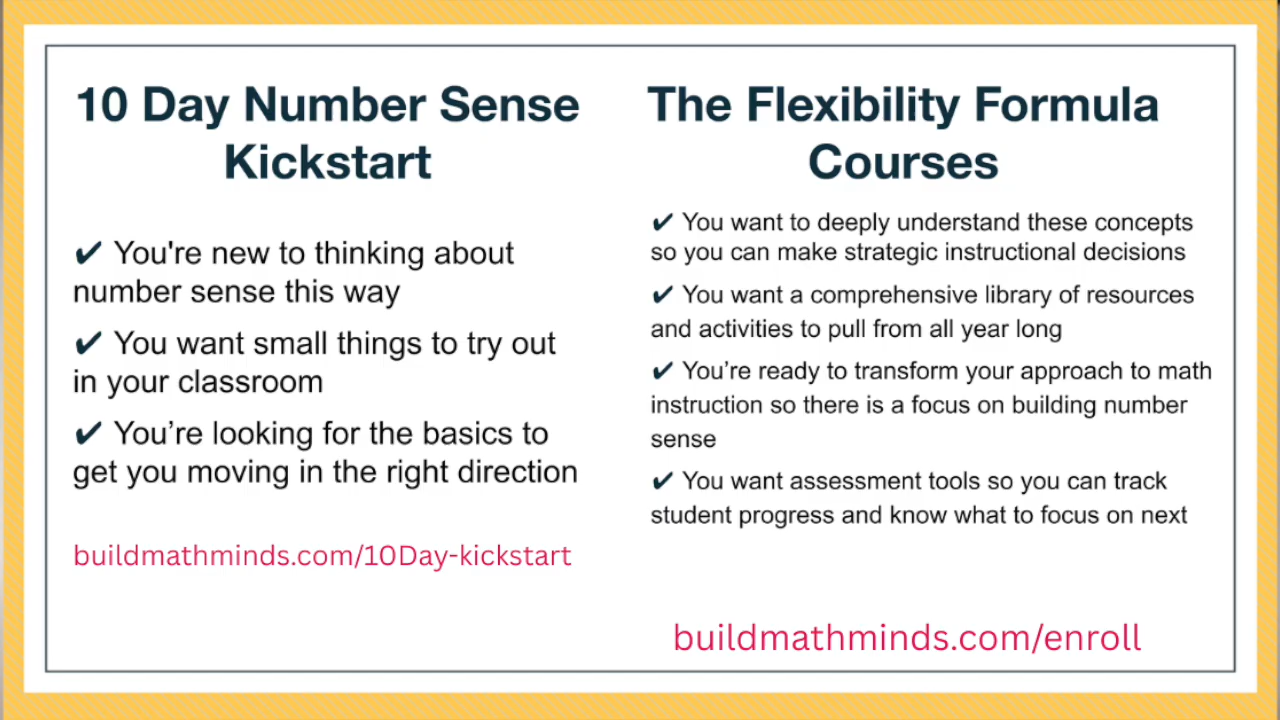 10 Day Number Sense
Kickstart
✔ You're new to thinking about
number sense this way
✔ You want small things to try out
in your classroom
✔ You’re looking for the basics to
get you moving in the right direction
buildmathminds.com/10Day-kickstart
The Flexibility Formula
Courses
✔ You want to deeply understand these concepts
so you can make strategic instructional decisions
✔ You want a comprehensive library of resources
and activities to pull from all year long
✔ You’re ready to transform your approach to math
instruction so there is a focus on building number
sense
✔ You want assessment tools so you can track
student progress and know what to focus on next
buildmathminds.com/enroll